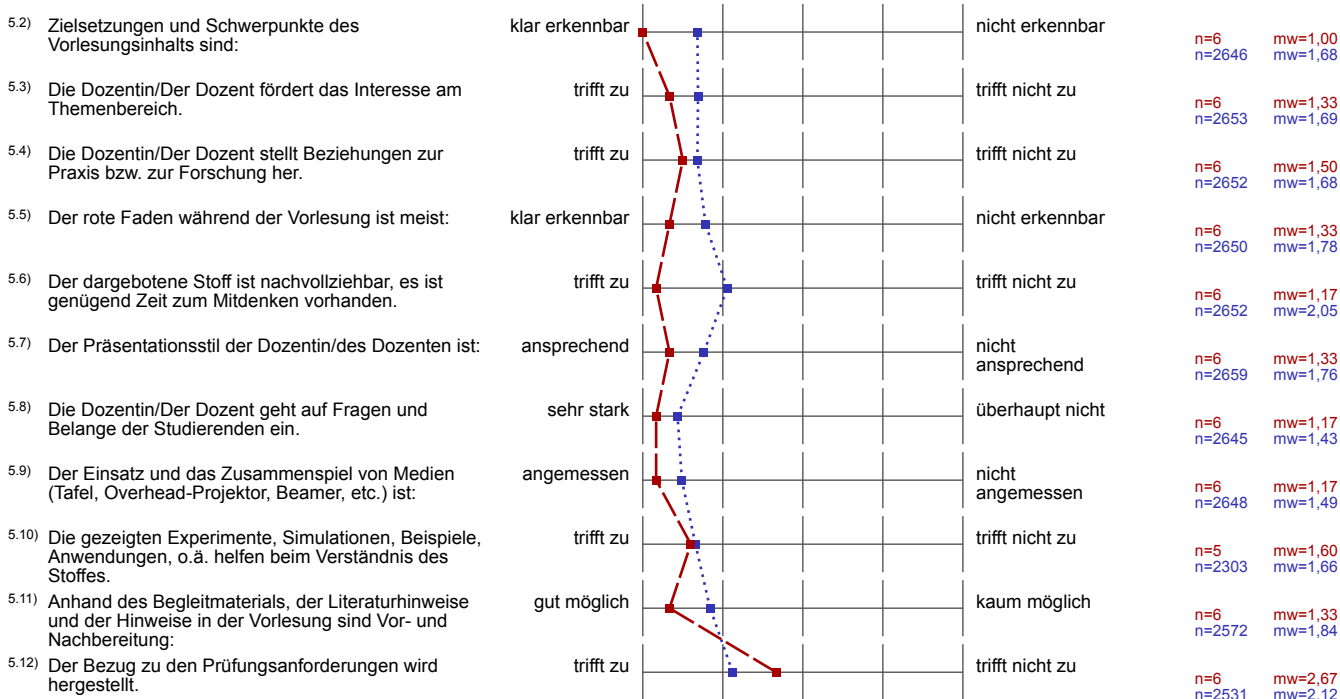 5.2) Zielsetzungen und Schwerpunkte des
Vorlesungsinhalts sind:
klar erkennbar
nicht erkennbar
n=6 mw=1,00
n=2646 mw=1,68
5.3) Die Dozentin/Der Dozent fördert das Interesse am
Themenbereich.
trifft zu
trifft nicht zu
n=6 mw=1,33
n=2653 mw=1,69
5.4) Die Dozentin/Der Dozent stellt Beziehungen zur
Praxis bzw. zur Forschung her.
trifft zu
trifft nicht zu
n=6 mw=1,50
n=2652 mw=1,68
5.5) Der rote Faden während der Vorlesung ist meist:
klar erkennbar
nicht erkennbar
n=6 mw=1,33
n=2650 mw=1,78
5.6) Der dargebotene Stoff ist nachvollziehbar, es ist
genügend Zeit zum Mitdenken vorhanden.
trifft zu
trifft nicht zu
n=6 mw=1,17
n=2652 mw=2,05
5.7) Der Präsentationsstil der Dozentin/des Dozenten ist:
ansprechend
nicht
ansprechend
n=6 mw=1,33
n=2659 mw=1,76
5.8) Die Dozentin/Der Dozent geht auf Fragen und
Belange der Studierenden ein.
sehr stark
überhaupt nicht
n=6 mw=1,17
n=2645 mw=1,43
5.9) Der Einsatz und das Zusammenspiel von Medien
(Tafel, Overhead-Projektor, Beamer, etc.) ist:
angemessen
nicht
angemessen
n=6 mw=1,17
n=2648 mw=1,49
5.10) Die gezeigten Experimente, Simulationen, Beispiele,
Anwendungen, o.ä. helfen beim Verständnis des
Stoffes.
trifft zu
trifft nicht zu
n=5 mw=1,60
n=2303 mw=1,66
5.11) Anhand des Begleitmaterials, der Literaturhinweise
und der Hinweise in der Vorlesung sind Vor- und
Nachbereitung:
gut möglich
kaum möglich
n=6 mw=1,33
n=2572 mw=1,84
5.12) Der Bezug zu den Prüfungsanforderungen wird
hergestellt.
trifft zu
trifft nicht zu
n=6 mw=2,67
n=2531 mw=2,12